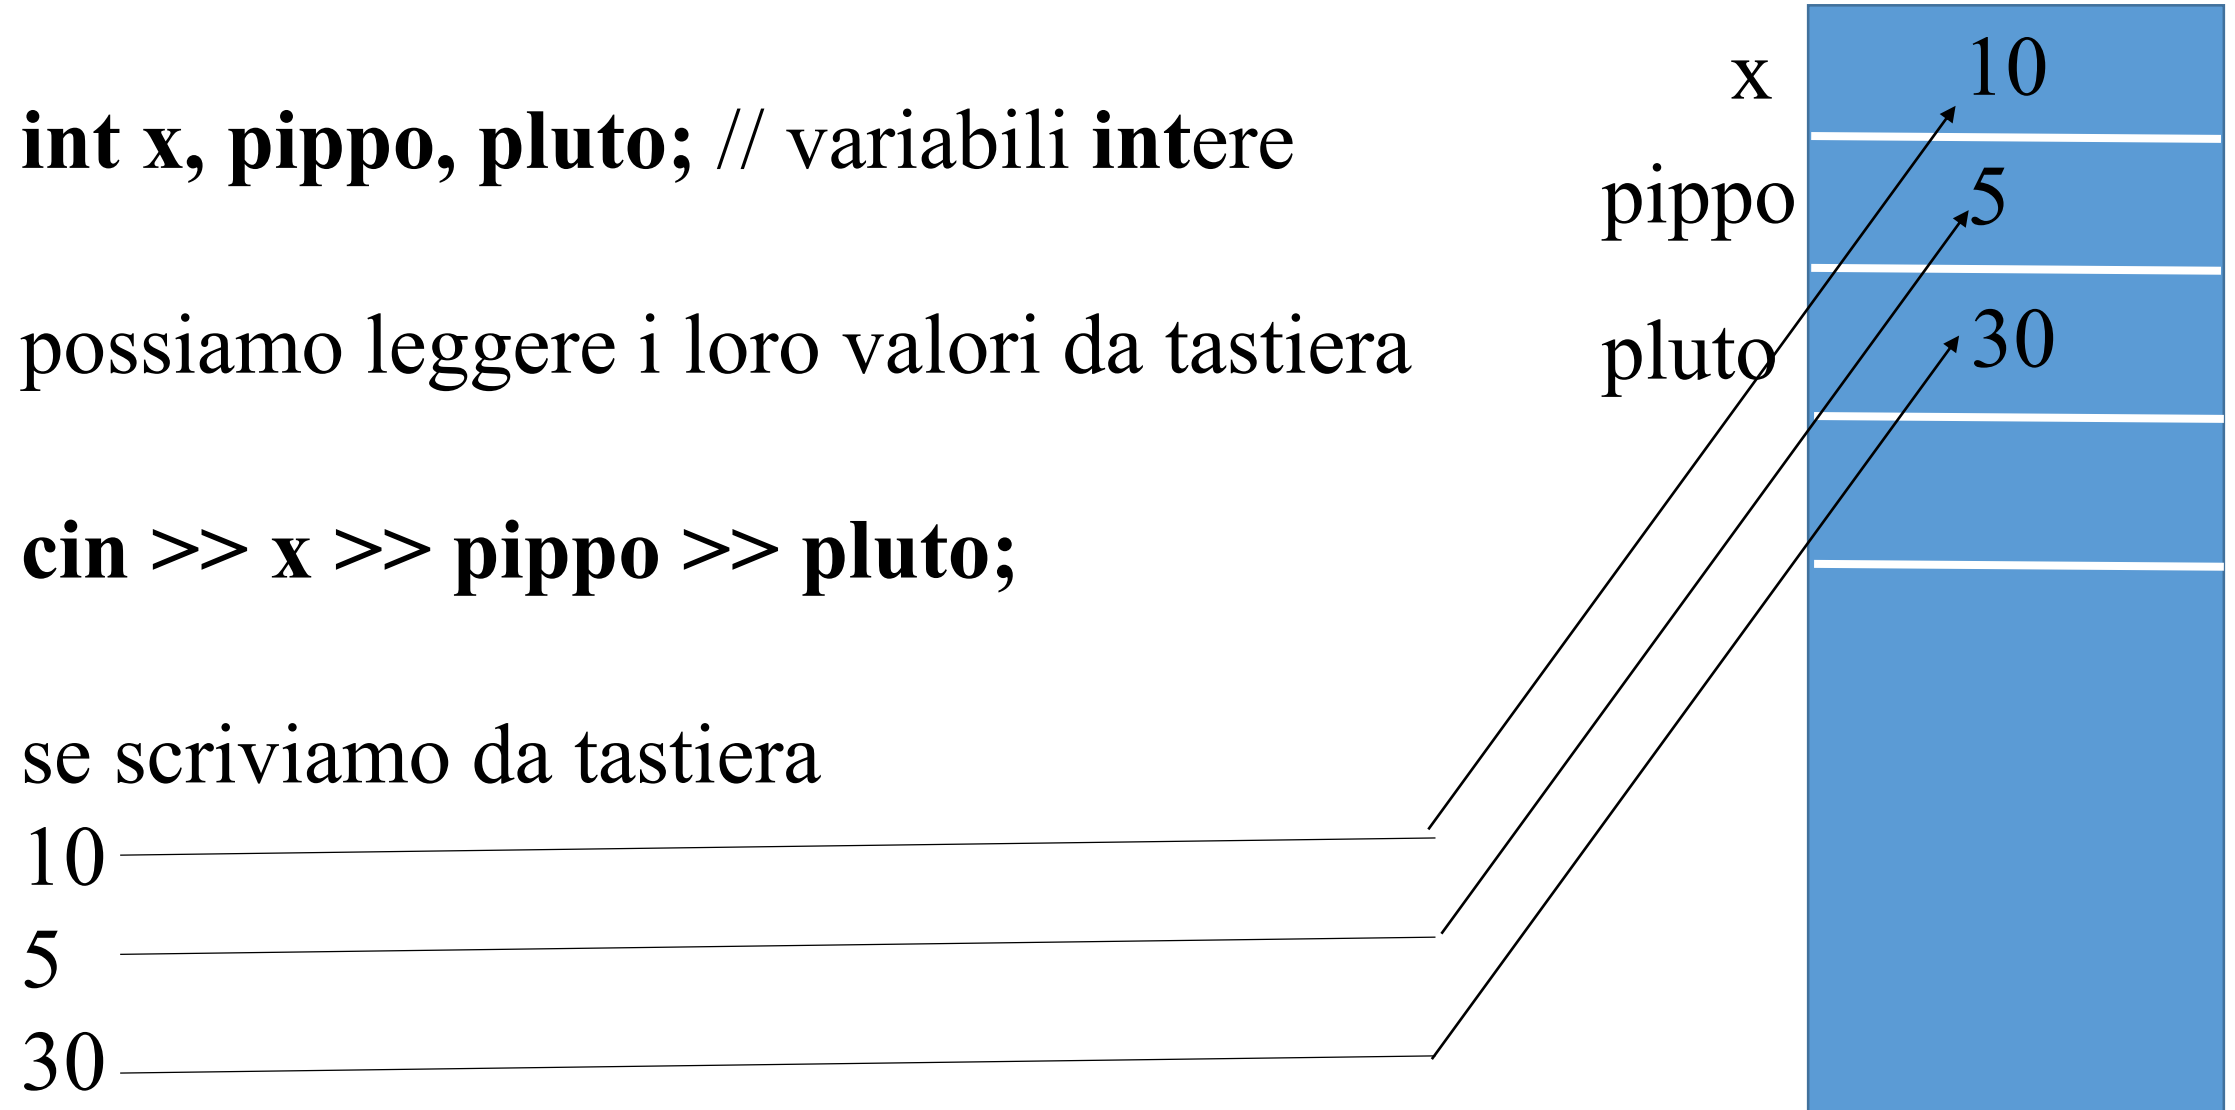 int x, pippo, pluto; // variabili intere
possiamo leggere i loro valori da tastiera
cin >> x >> pippo >> pluto;
se scriviamo da tastiera
10
5
30
x 10
pippo 5
pluto 30